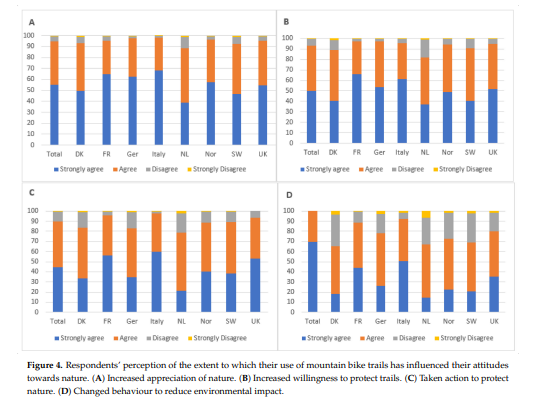 A
100
90
80
70
60
50
40
30
20
10
0
Total DK FR Ger Italy NL Nor SW UK
Strongly agree Agree Disagree Strongly Disagree
B
100
90
80
70
60
50
40
30
20
10
0
Total DK FR Ger Italy NL Nor SW UK
Strongly agree Agree Disagree Strongly Disagree
C
100
90
80
70
60
50
40
30
20
10
0
Total DK FR Ger Italy NL Nor SW UK
Strongly agree Agree Disagree Strongly Disagree
D
100
90
80
70
60
50
40
30
20
10
0
Total DK FR Ger Italy NL Nor SW UK
Strongly agree Agree Disagree Strongly Disagree
Figure 4. Respondents' perception of the extent to which their use of mountain bike trails has influenced their attitudes
towards nature. (A) Increased appreciation of nature. (B) Increased willingness to protect trails. (C) Taken action to protect
nature. (D) Changed behaviour to reduce environmental impact.